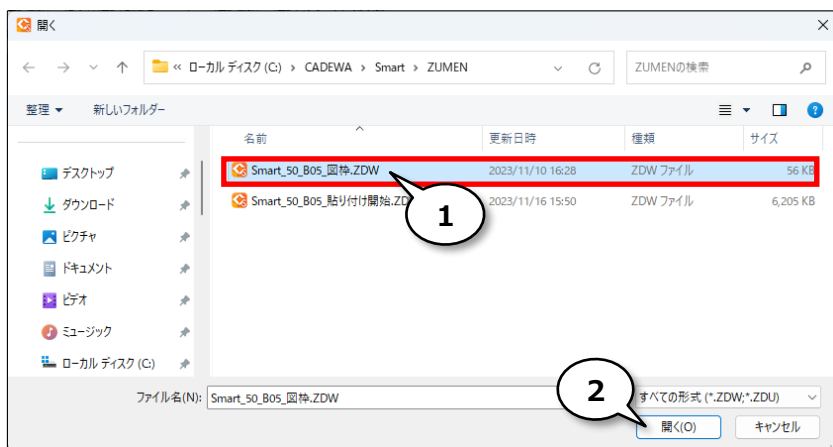 開く
« ローカル ディスク (C:) › CADEWA › Smart › ZUMEN
ZUMENの検索
整理 新しいフォルダー
名前 更新日時 種類 サイズ
デスクトップ
Smart_50_B05_図枠.ZDW 2023/11/10 16:28 ZDW ファイル 56 KB
ダウンロード
Smart_50_B05_貼り付け開始.ZD 2023/11/16 15:50 ZDW ファイル 6,205 KB
1
ピクチャ
ドキュメント
ビデオ
ミュージック
ローカル ディスク (C:)
2
ファイル名(N): Smart_50_B05_図枠.ZDW すべての形式 (*.ZDW;*.ZDU)
開く(O) キャンセル